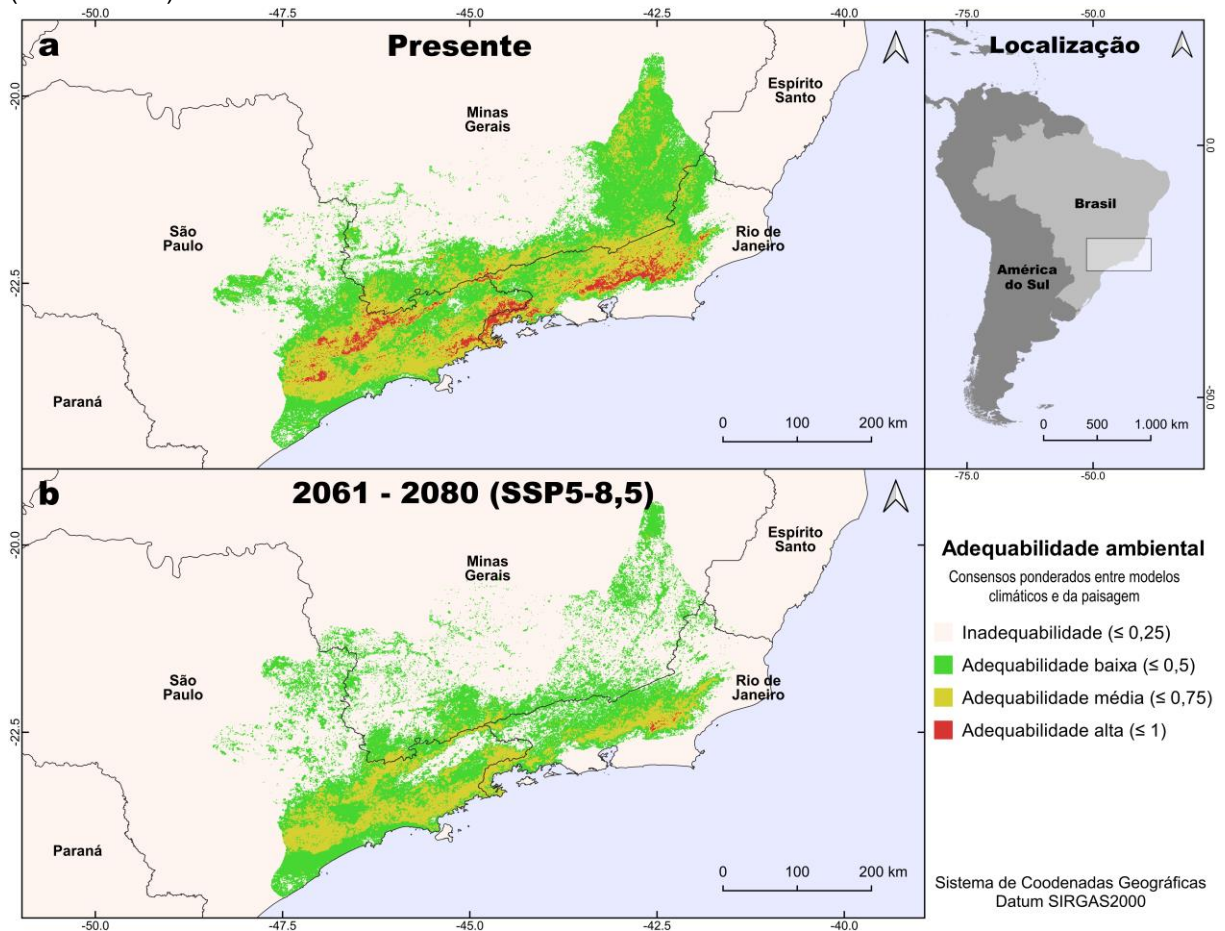 -50.0
-47.5
-45.0
-42.5
-40.0
-75.0
-50.0
a
Presente
Localização
-20.0
-22.5
Espírito
Santo
Minas
Gerais
São
Paulo
Rio de
Janeiro
Paraná
0 100 200 km
0.0
Brasil
América
do Sul
-50.0
0 500 1.000 km
-75.0
-50.0
b
2061 - 2080 (SSP5-8,5)
-20.0
-22.5
Espírito
Santo
Minas
Gerais
São
Paulo
Rio de
Janeiro
Paraná
0 100 200 km
-50.0
-47.5
-45.0
-42.5
-40.0
Adequabilidade ambiental
Consensos ponderados entre modelos
climáticos e da paisagem
Inadequabilidade (≤ 0,25)
Adequabilidade baixa (≤ 0,5)
Adequabilidade média (≤ 0,75)
Adequabilidade alta (≤ 1)
Sistema de Coodenadas Geográficas
Datum SIRGAS2000